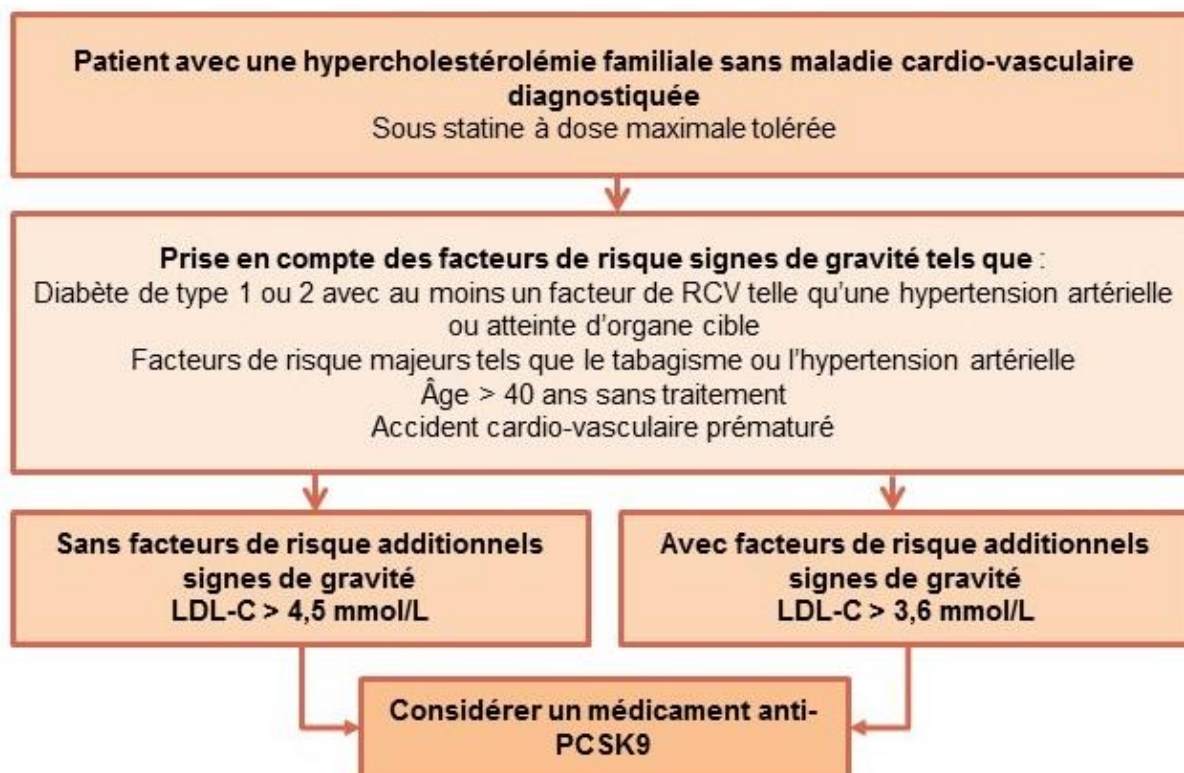 Patient avec une hypercholestérolémie familiale sans maladie cardio-vasculaire
diagnostiquée
Sous statine à dose maximale tolérée
Prise en compte des facteurs de risque signes de gravité tels que :
Diabète de type 1 ou 2 avec au moins un facteur de RCV telle qu'une hypertension artérielle
ou atteinte d'organe cible
Facteurs de risque majeurs tels que le tabagisme ou l'hypertension artérielle
Âge > 40 ans sans traitement
Accident cardio-vasculaire prématuré
Sans facteurs de risque additionnels
signes de gravité
LDL-C > 4,5 mmol/L
Avec facteurs de risque additionnels
signes de gravité
LDL-C > 3,6 mmol/L
Considérer un médicament anti-
PCSK9